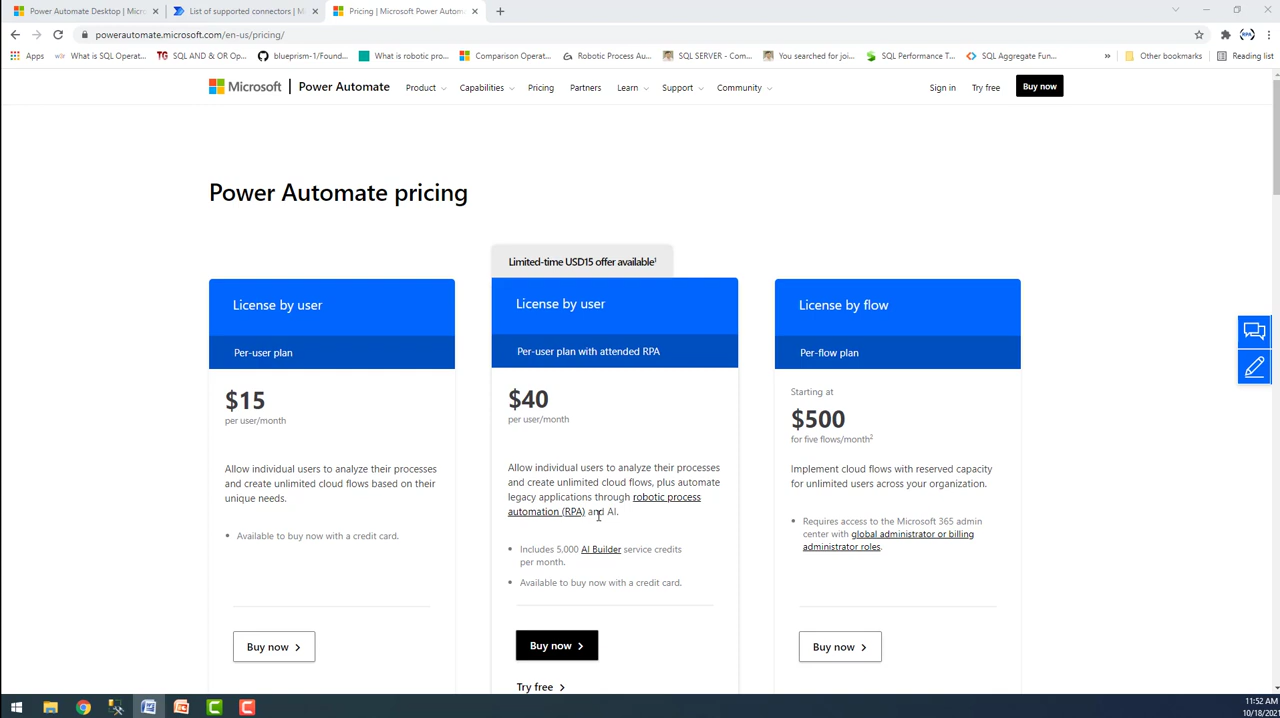 Power Automate Desktop | Micr
List of supported connectors | M
Pricing | Microsoft Power Autom
powerautomate.microsoft.com/en-us/pricing/
Apps
What is SQL Operat...
SQL AND & OR Op...
blueprism-1/Found...
What is robotic pro...
Comparison Operat...
Robotic Process Au...
SQL SERVER - Com...
You searched for joi...
SQL Performance T...
SQL Aggregate Fun...
»
Other bookmarks
Reading list
Microsoft
Power Automate
Product
Capabilities
Pricing
Partners
Learn
Support
Community
Sign in
Try free
Buy now
Power Automate pricing
License by user
Per-user plan
$15
per user/month
Allow individual users to analyze their processes
and create unlimited cloud flows based on their
unique needs.
• Available to buy now with a credit card.
Buy now
Limited-time USD15 offer available¹
License by user
Per-user plan with attended RPA
$40
per user/month
Allow individual users to analyze their processes
and create unlimited cloud flows, plus automate
legacy applications through robotic process
automation (RPA) and AI.
• Includes 5,000 AI Builder service credits
per month.
• Available to buy now with a credit card.
Buy now
Try free
License by flow
Per-flow plan
Starting at
$500
for five flows/month²
Implement cloud flows with reserved capacity
for unlimited users across your organization.
• Requires access to the Microsoft 365 admin
center with global administrator or billing
administrator roles.
Buy now
11:52 AM
10/18/202